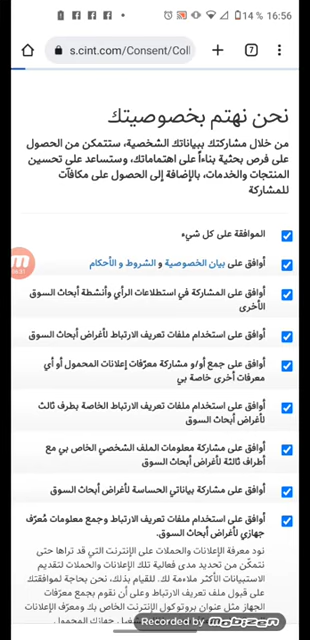 14 % 16:56
s.cint.com/Consent/Coll
7
نحن نهتم بخصوصيتك
من خلال مشاركتك ببياناتك الشخصية، ستتمكن من الحصول
على فرص بحثية بناءاً على اهتماماتك، وستساعد على تحسين
المنتجات والخدمات، بالإضافة إلى الحصول على مكافآت
للمشاركة
الموافقة على كل شيء
أوافق على بيان الخصوصية و الشروط و الأحكام
أوافق على المشاركة في استطلاعات الرأي وأنشطة أبحاث السوق
الأخرى
أوافق على استخدام ملفات تعريف الارتباط لأغراض أبحاث السوق
أوافق على جمع أو/و مشاركة معرّفات إعلانات المحمول أو أي
معرفات أخرى خاصة بي
أوافق على استخدام ملفات تعريف الارتباط الخاصة بطرف ثالث
لأغراض أبحاث السوق
أوافق على مشاركة معلومات الملف الشخصي الخاص بي مع
أطراف ثالثة لأغراض أبحاث السوق
أوافق على مشاركة بياناتي الحساسة لأغراض أبحاث السوق
أوافق على استخدام ملفات تعريف الارتباط وجمع معلومات مُعرّف
جهازي لأغراض أبحاث السوق.
نود معرفة الإعلانات والحملات على الإنترنت التي قد تراها حتى
نتمكّن من تحديد مدى فعالية تلك الإعلانات والحملات لتقديم
الاستبيانات الأكثر ملاءمة لك. للقيام بذلك، نحن بحاجة لموافقتك
على قبول ملف تعريف الارتباط وعلى أن نقوم بجمع معرفات
الجهاز مثل عنوان بروتوكول الإنترنت الخاص بك ومعرّف الإعلانات
Recorded by Mobizen